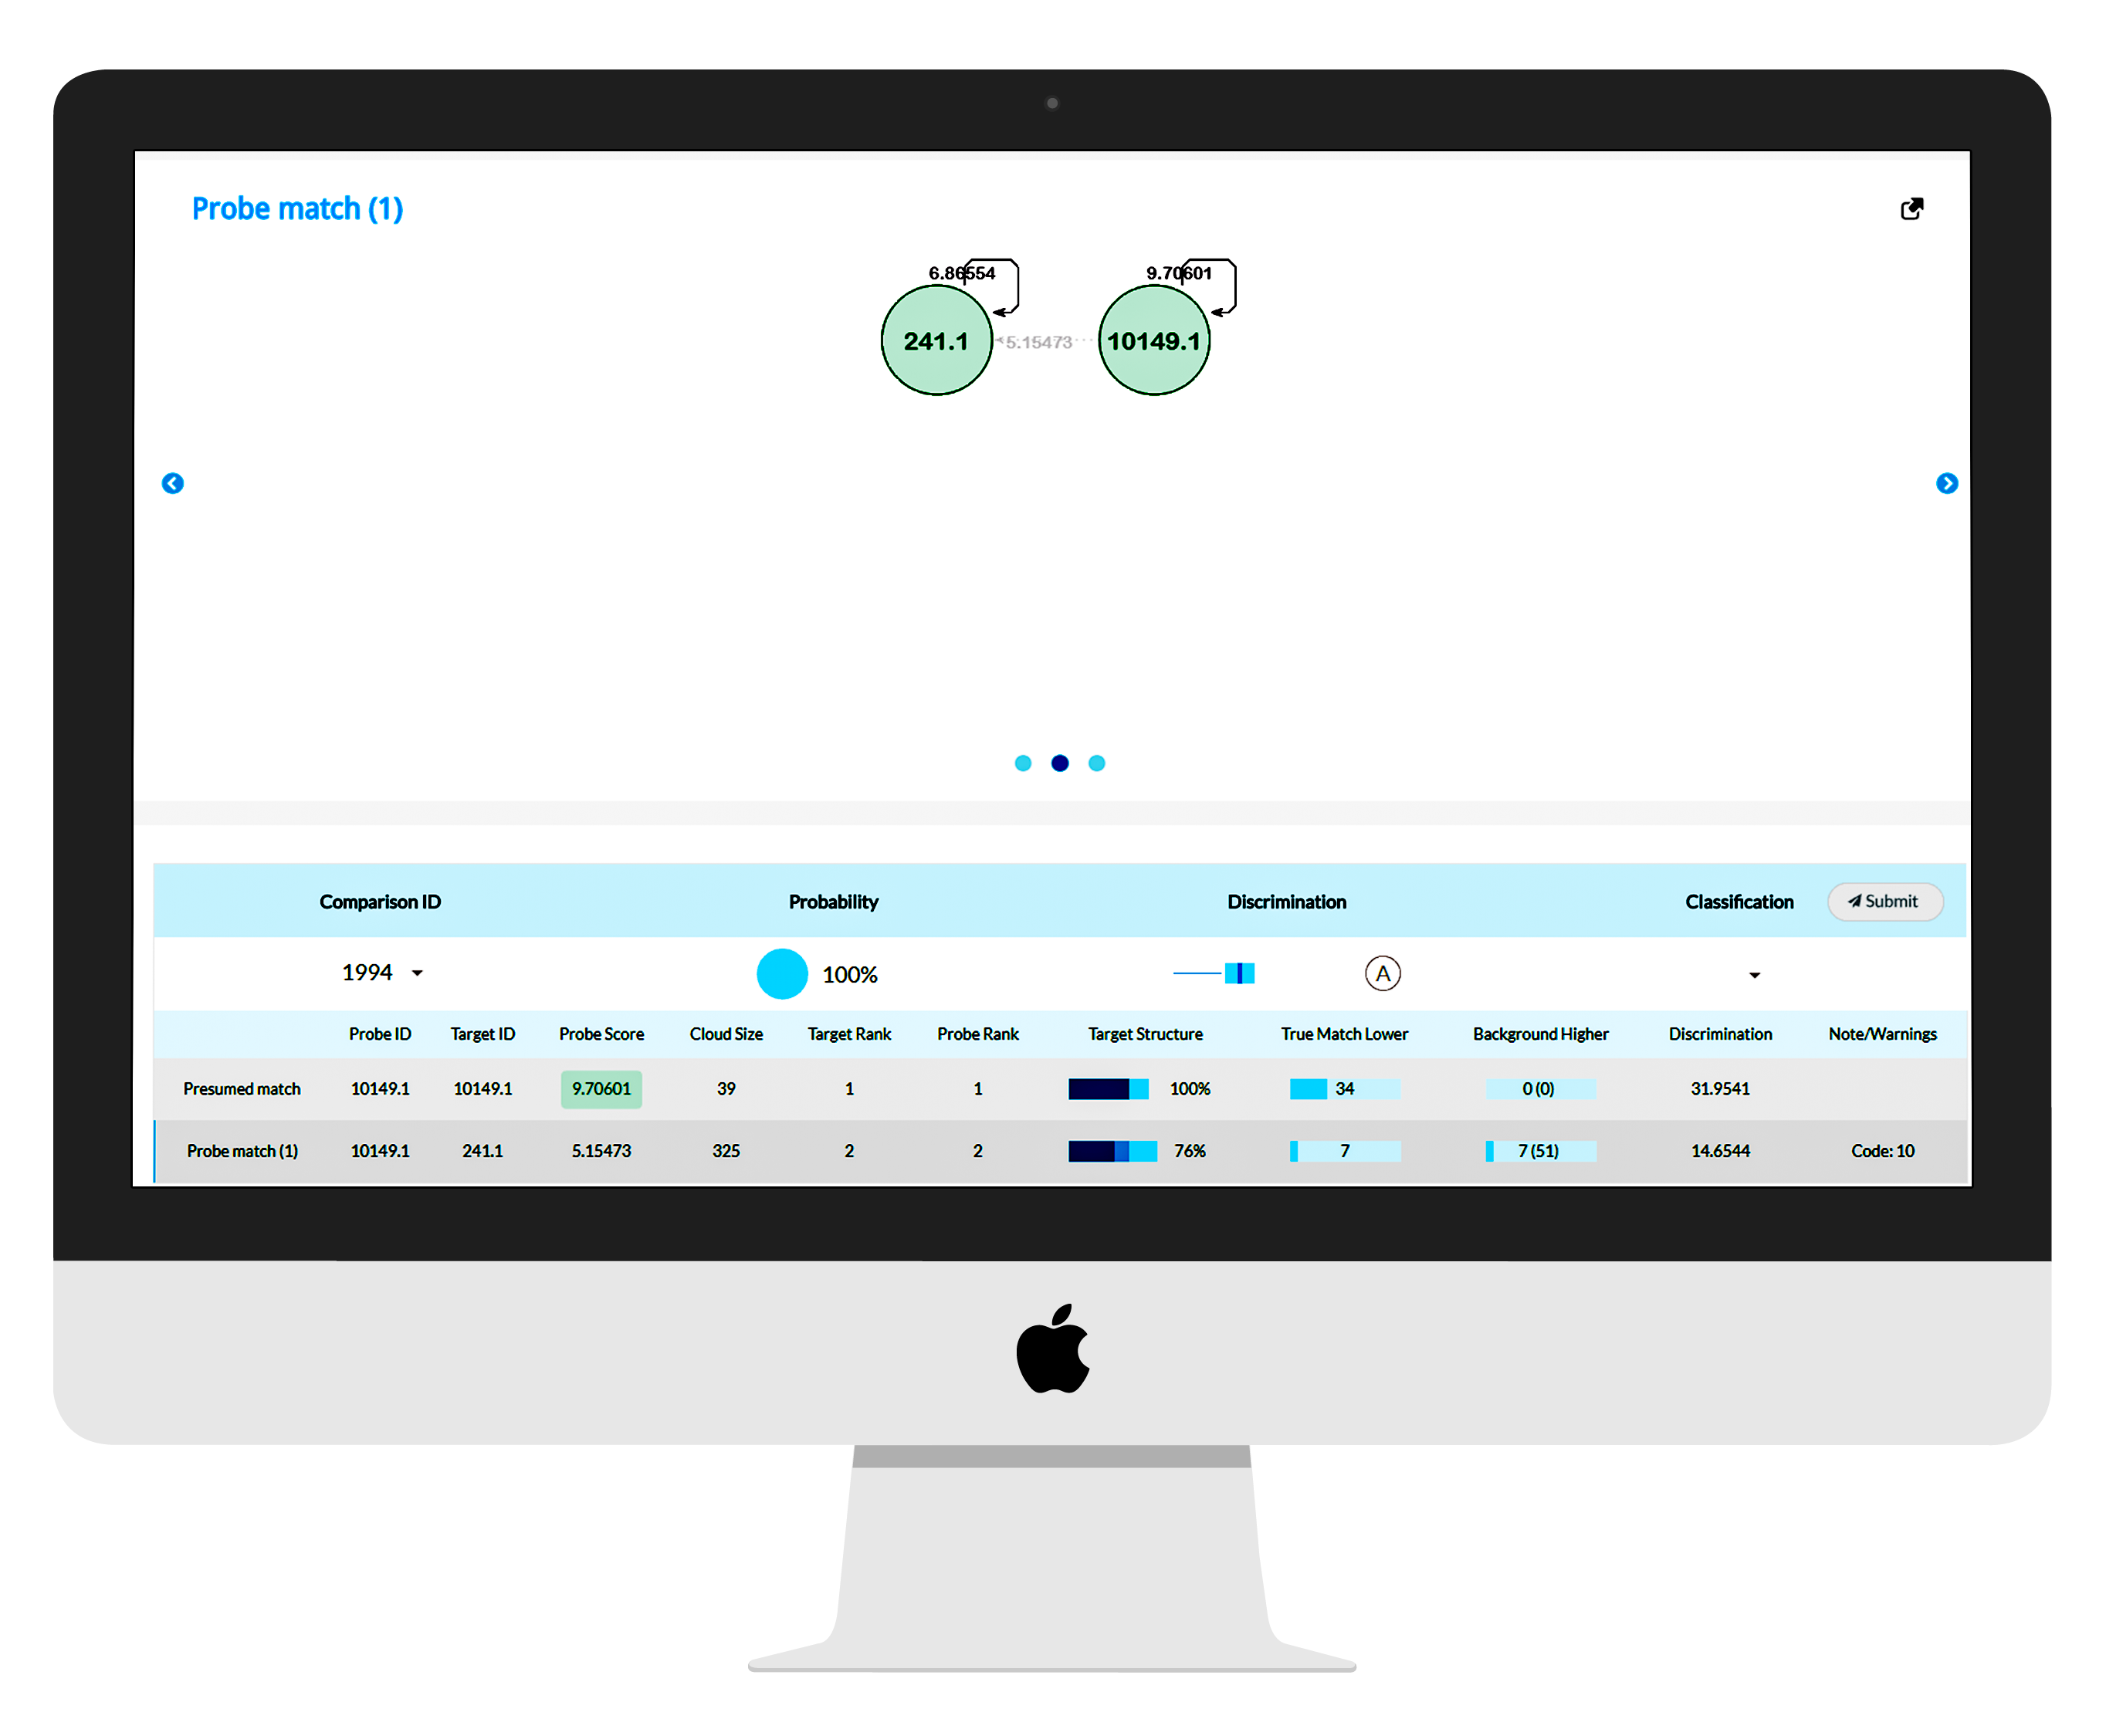 Probe match (1)
6.86554 9.70601
241.1 5.15473 10149.1
Comparison ID Probability Discrimination Classification Submit
1994 100% A
Probe ID Target ID Probe Score Cloud Size Target Rank Probe Rank Target Structure True Match Lower Background Higher Discrimination Note/Warnings
Presumed match 10149.1 10149.1 9.70601 39 1 1 100% 34 0 (0) 31.9541
Probe match (1) 10149.1 241.1 5.15473 325 2 2 76% 7 7 (51) 14.6544 Code: 10